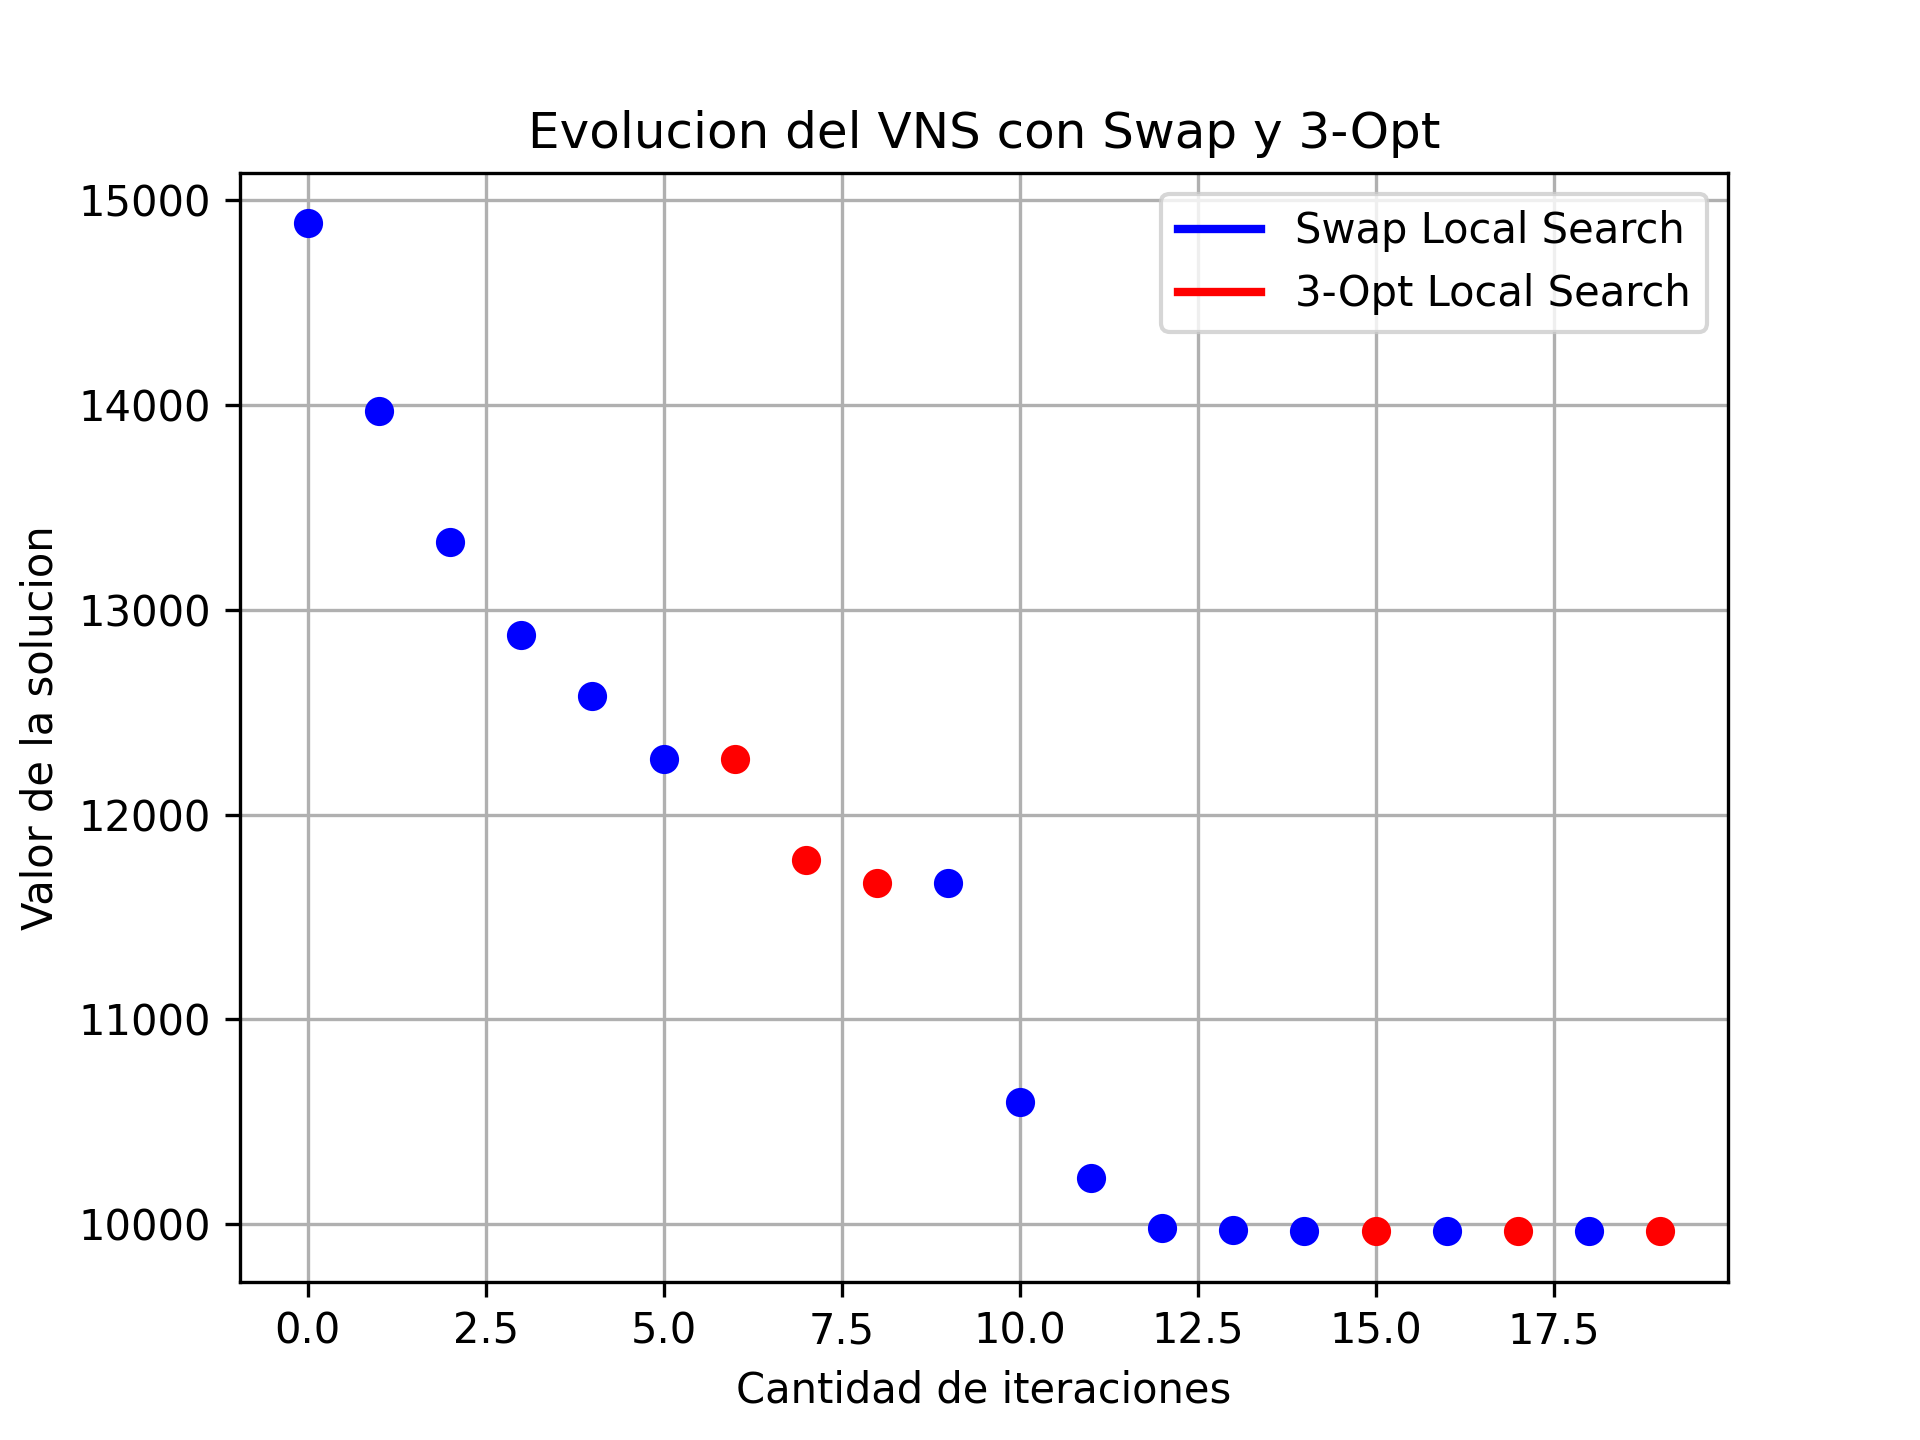 Evolucion del VNS con Swap y 3-Opt
Swap Local Search
3-Opt Local Search
Valor de la solucion
15000
14000
13000
12000
11000
10000
0.0 2.5 5.0 7.5 10.0 12.5 15.0 17.5
Cantidad de iteraciones